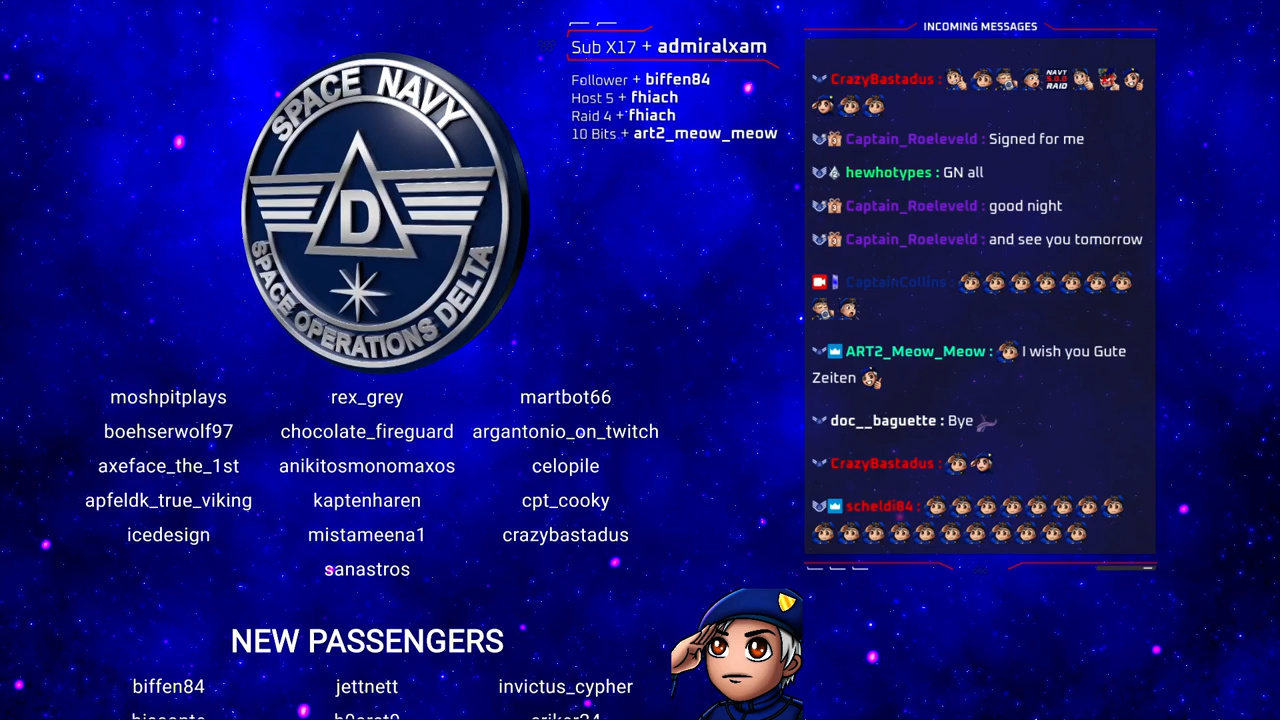 SPACE NAVY
D
SPACE OPERATIONS DELTA
Sub X17 + admiralxam
Follower + biffen84
Host 5 + fhiach
Raid 4 + fhiach
10 Bits + art2_meow_meow
INCOMING MESSAGES
CrazyBastadus : NAVY S.O.D RAID
Captain_Roeleveld : Signed for me
hewhotypes : GN all
Captain_Roeleveld : good night
Captain_Roeleveld : and see you tomorrow
CaptainCollins :
ART2_Meow_Meow : I wish you Gute
Zeiten
doc__baguette : Bye
CrazyBastadus :
scheldi84 :
moshpitplays rex_grey martbot66
boehserwolf97 chocolate_fireguard argantonio_on_twitch
axeface_the_1st anikitosmonomaxos celopile
apfeldk_true_viking kaptenharen cpt_cooky
icedesign mistameena1 crazybastadus
sanastros
NEW PASSENGERS
biffen84 jettnett invictus_cypher